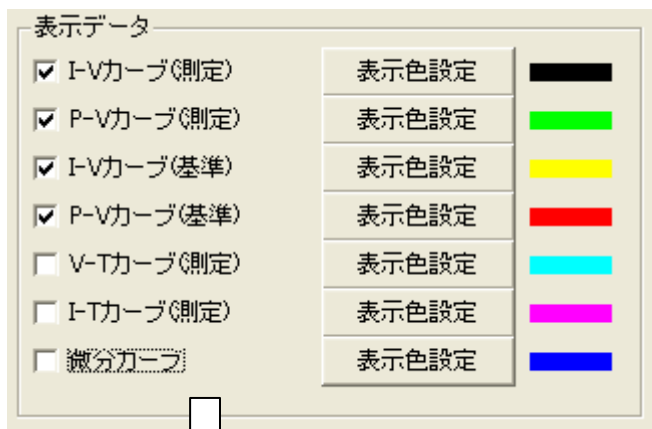 表示データ
I-Vカーブ(測定) 表示色設定
P-Vカーブ(測定) 表示色設定
I-Vカーブ(基準) 表示色設定
P-Vカーブ(基準) 表示色設定
V-Tカーブ(測定) 表示色設定
I-Tカーブ(測定) 表示色設定
微分カーブ 表示色設定